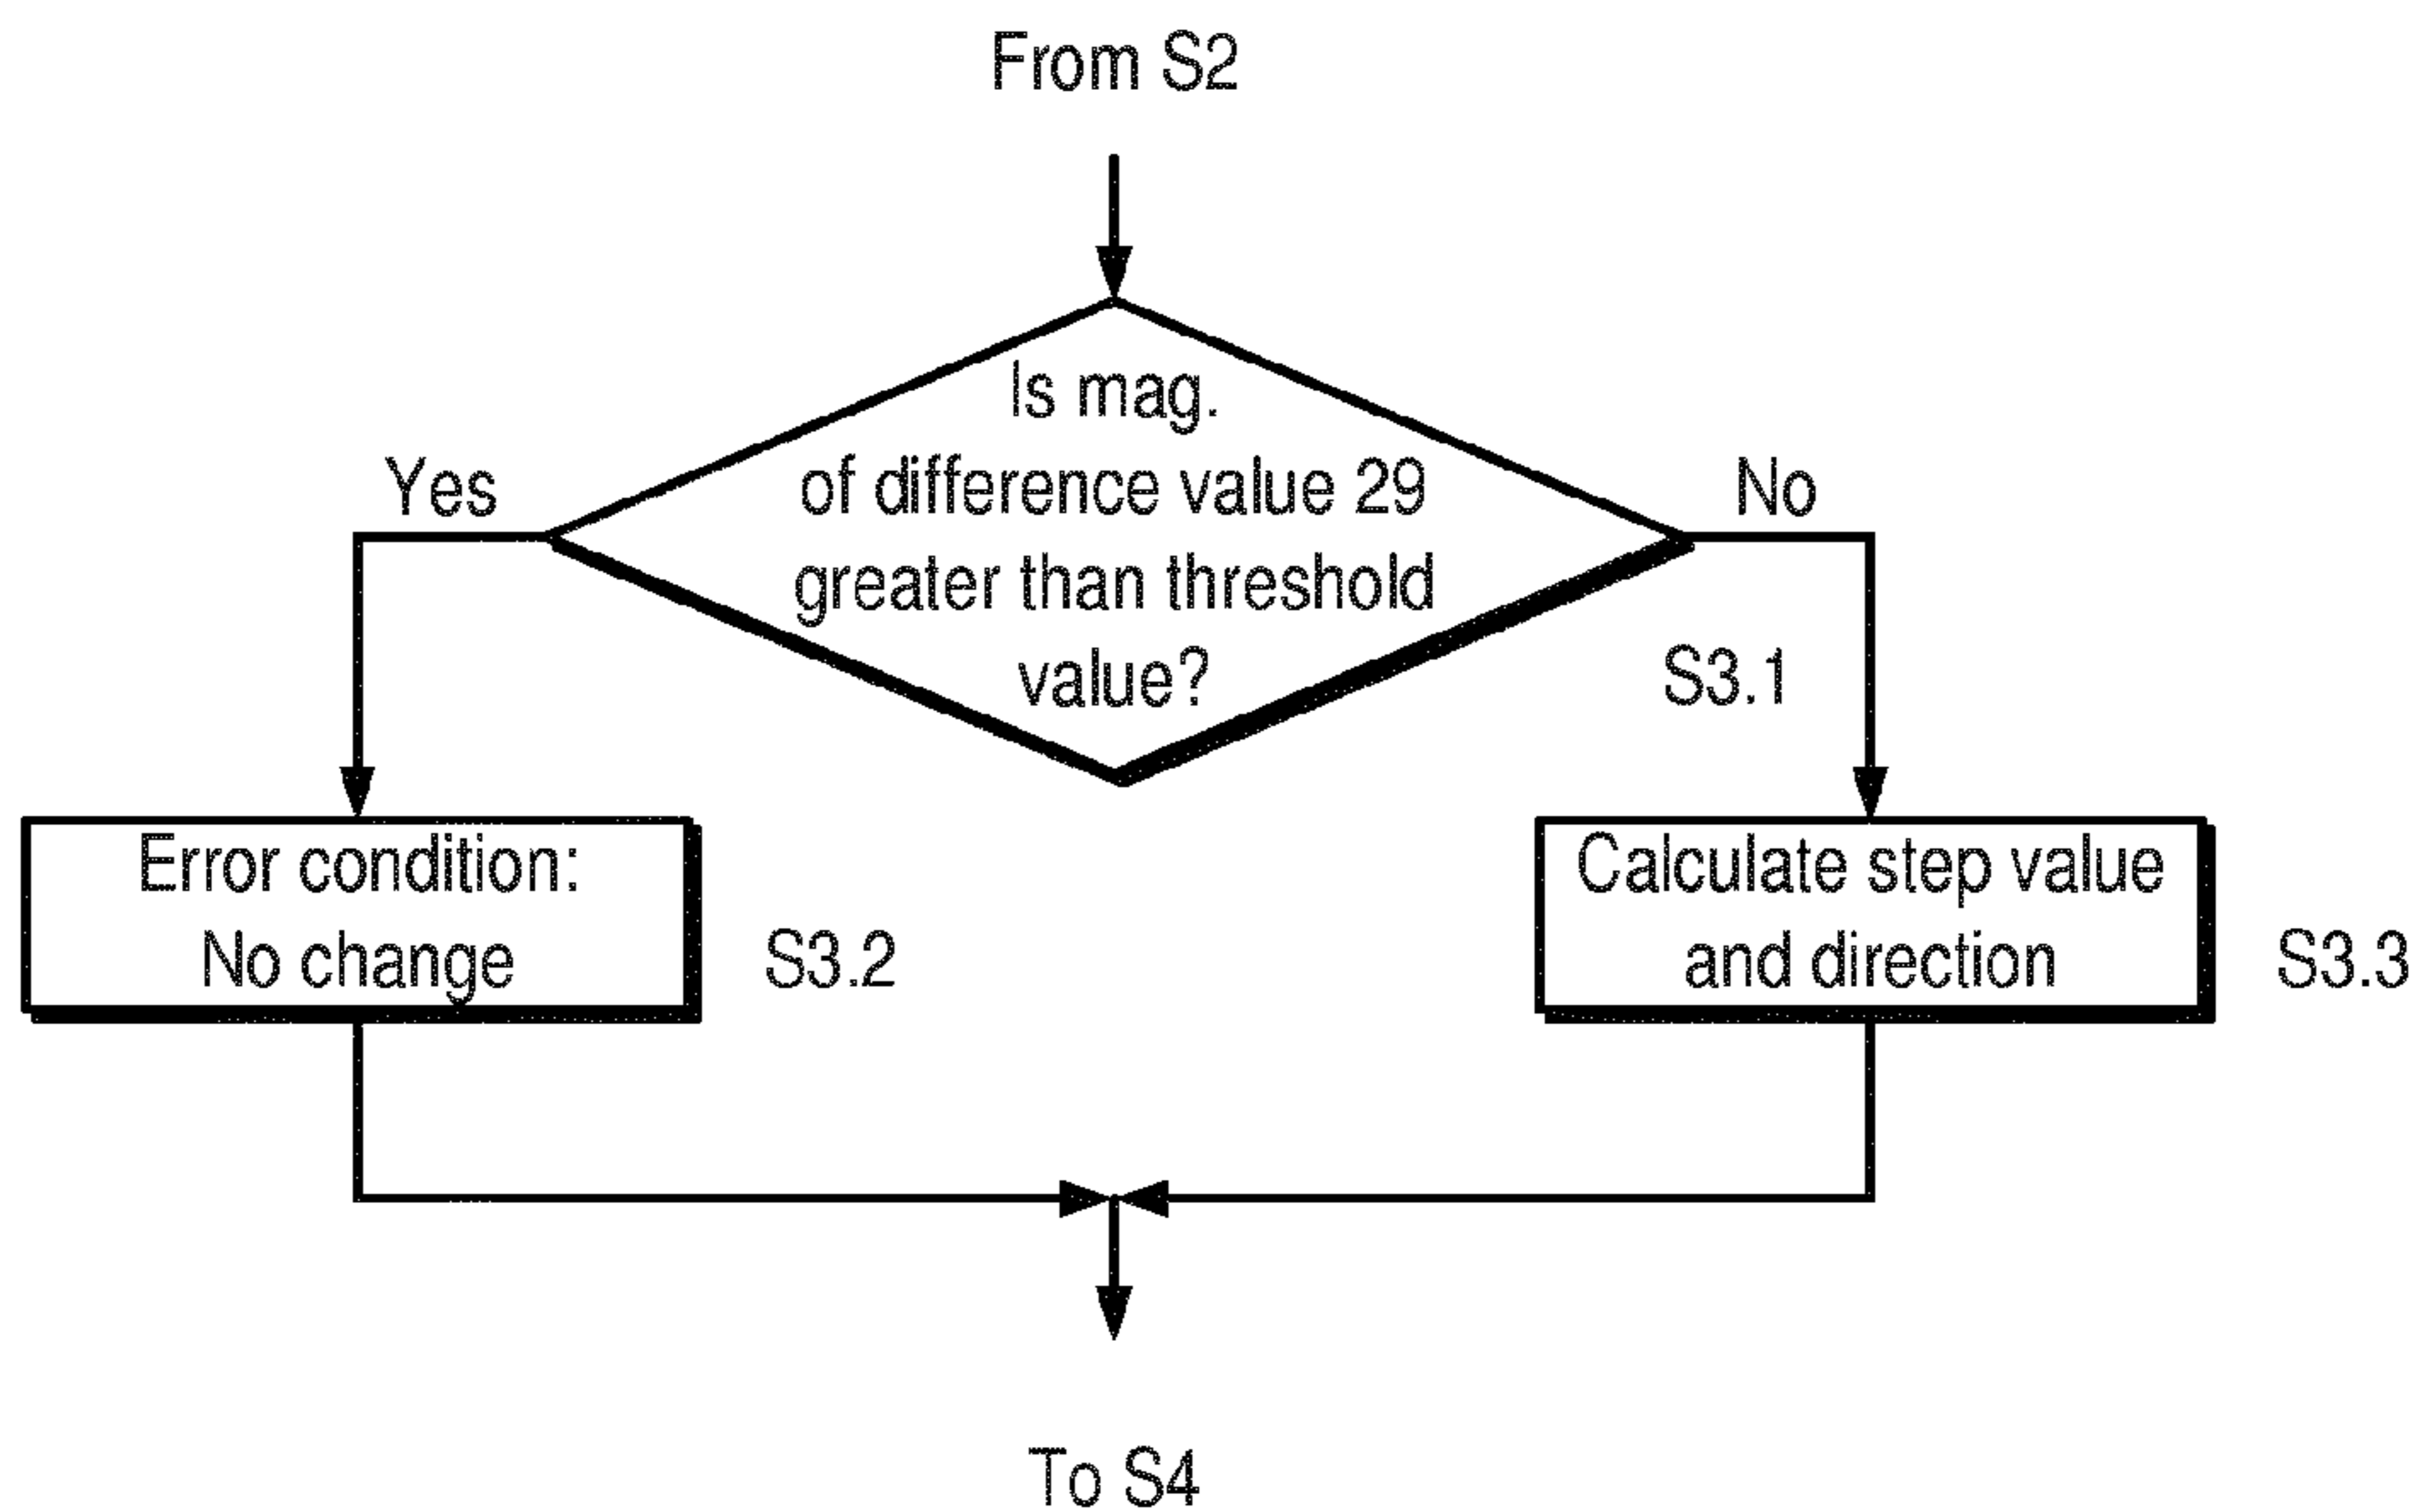 From S2
Is mag.
of difference value 29
greater than threshold
value?
Yes
No
S3.1
Error condition:
No change
S3.2
Calculate step value
and direction
S3.3
To S4